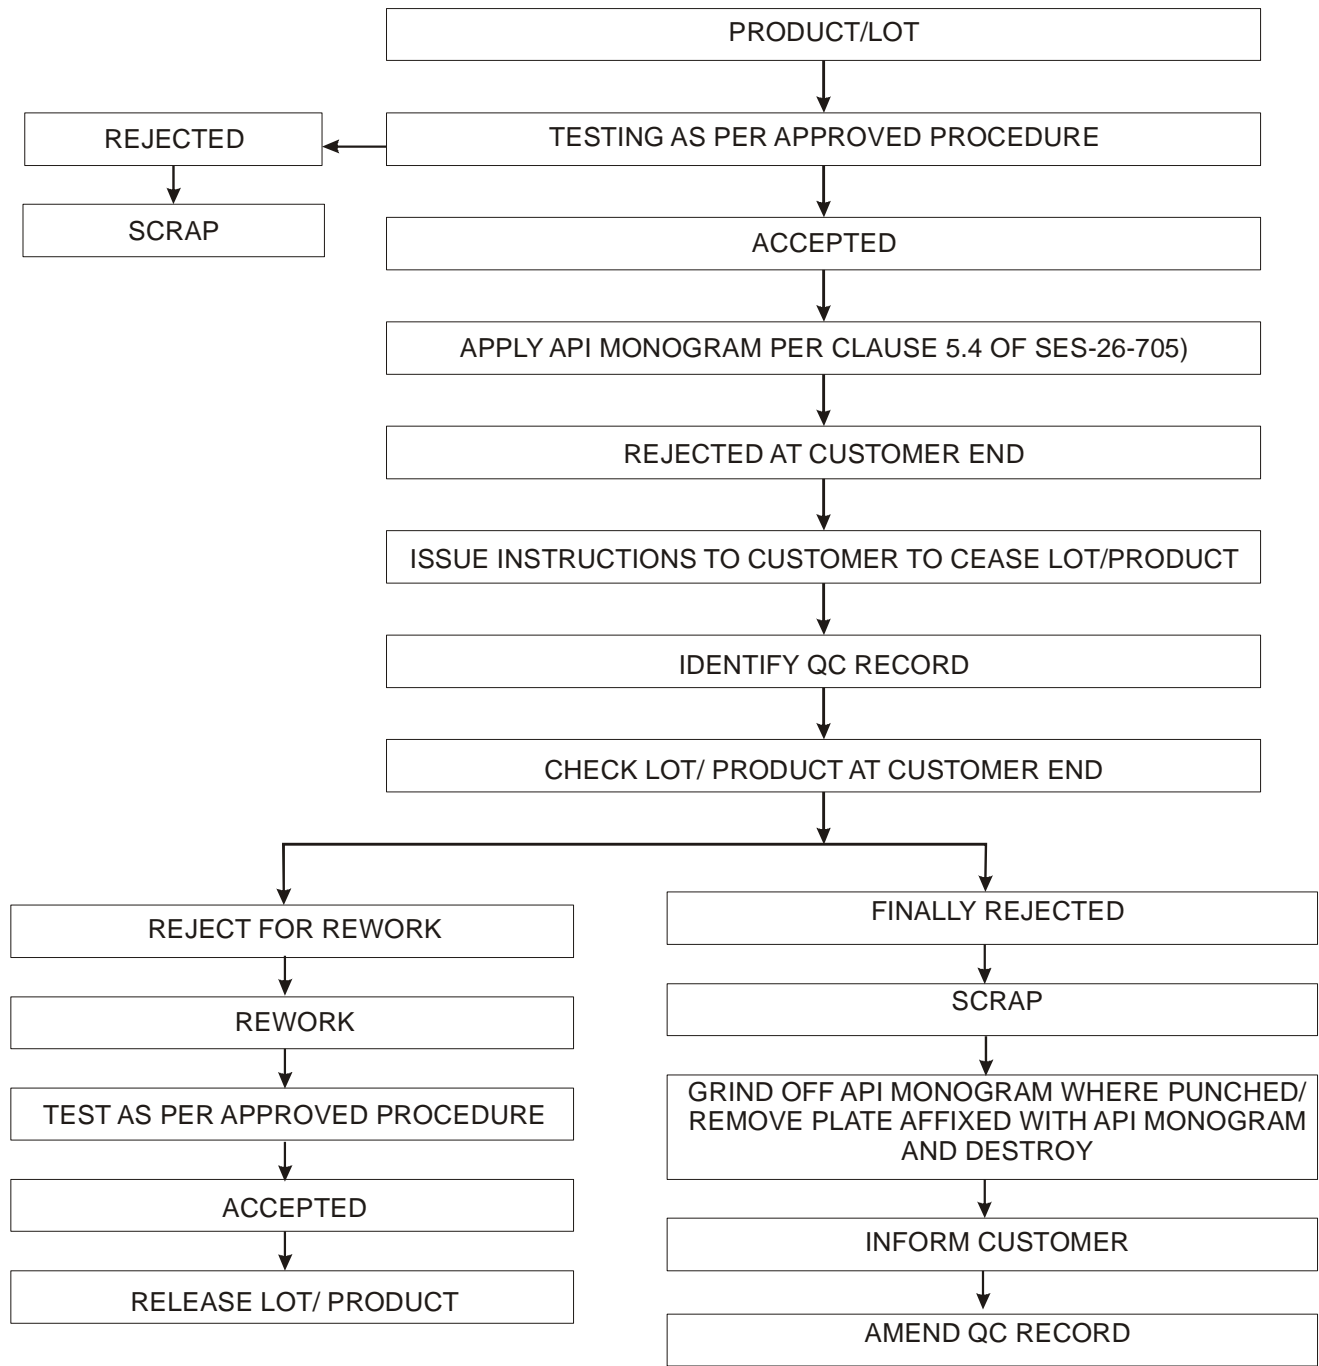 PRODUCT/LOT
REJECTED
TESTING AS PER APPROVED PROCEDURE
SCRAP
ACCEPTED
APPLY API MONOGRAM PER CLAUSE 5.4 OF SES-26-705)
REJECTED AT CUSTOMER END
ISSUE INSTRUCTIONS TO CUSTOMER TO CEASE LOT/PRODUCT
IDENTIFY QC RECORD
CHECK LOT/ PRODUCT AT CUSTOMER END
REJECT FOR REWORK
REWORK
TEST AS PER APPROVED PROCEDURE
ACCEPTED
RELEASE LOT/ PRODUCT
FINALLY REJECTED
SCRAP
GRIND OFF API MONOGRAM WHERE PUNCHED/
REMOVE PLATE AFFIXED WITH API MONOGRAM
AND DESTROY
INFORM CUSTOMER
AMEND QC RECORD